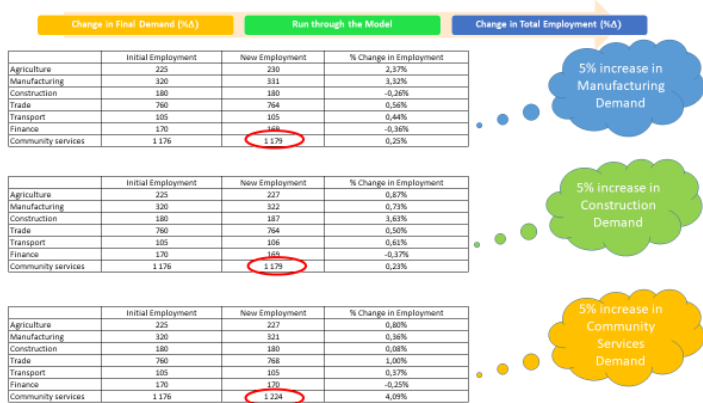 Change in Final Demand (%Δ) Run through the Model Change in Total Employment (%Δ)
Initial Employment New Employment % Change in Employment
Agriculture 225 230 2,37%
Manufacturing 320 331 3,32%
Construction 180 180 -0,26%
Trade 760 764 0,56%
Transport 105 105 0,44%
Finance 170 169 -0,36%
Community services 1 176 1 179 0,25%
5% increase in
Manufacturing
Demand
Initial Employment New Employment % Change in Employment
Agriculture 225 227 0,87%
Manufacturing 320 322 0,73%
Construction 180 187 3,63%
Trade 760 764 0,50%
Transport 105 106 0,61%
Finance 170 169 -0,37%
Community services 1 176 1 179 0,23%
5% increase in
Construction
Demand
Initial Employment New Employment % Change in Employment
Agriculture 225 227 0,80%
Manufacturing 320 321 0,36%
Construction 180 180 0,08%
Trade 760 768 1,00%
Transport 105 105 0,37%
Finance 170 170 -0,25%
Community services 1 176 1 224 4,09%
5% increase in
Community
Services
Demand